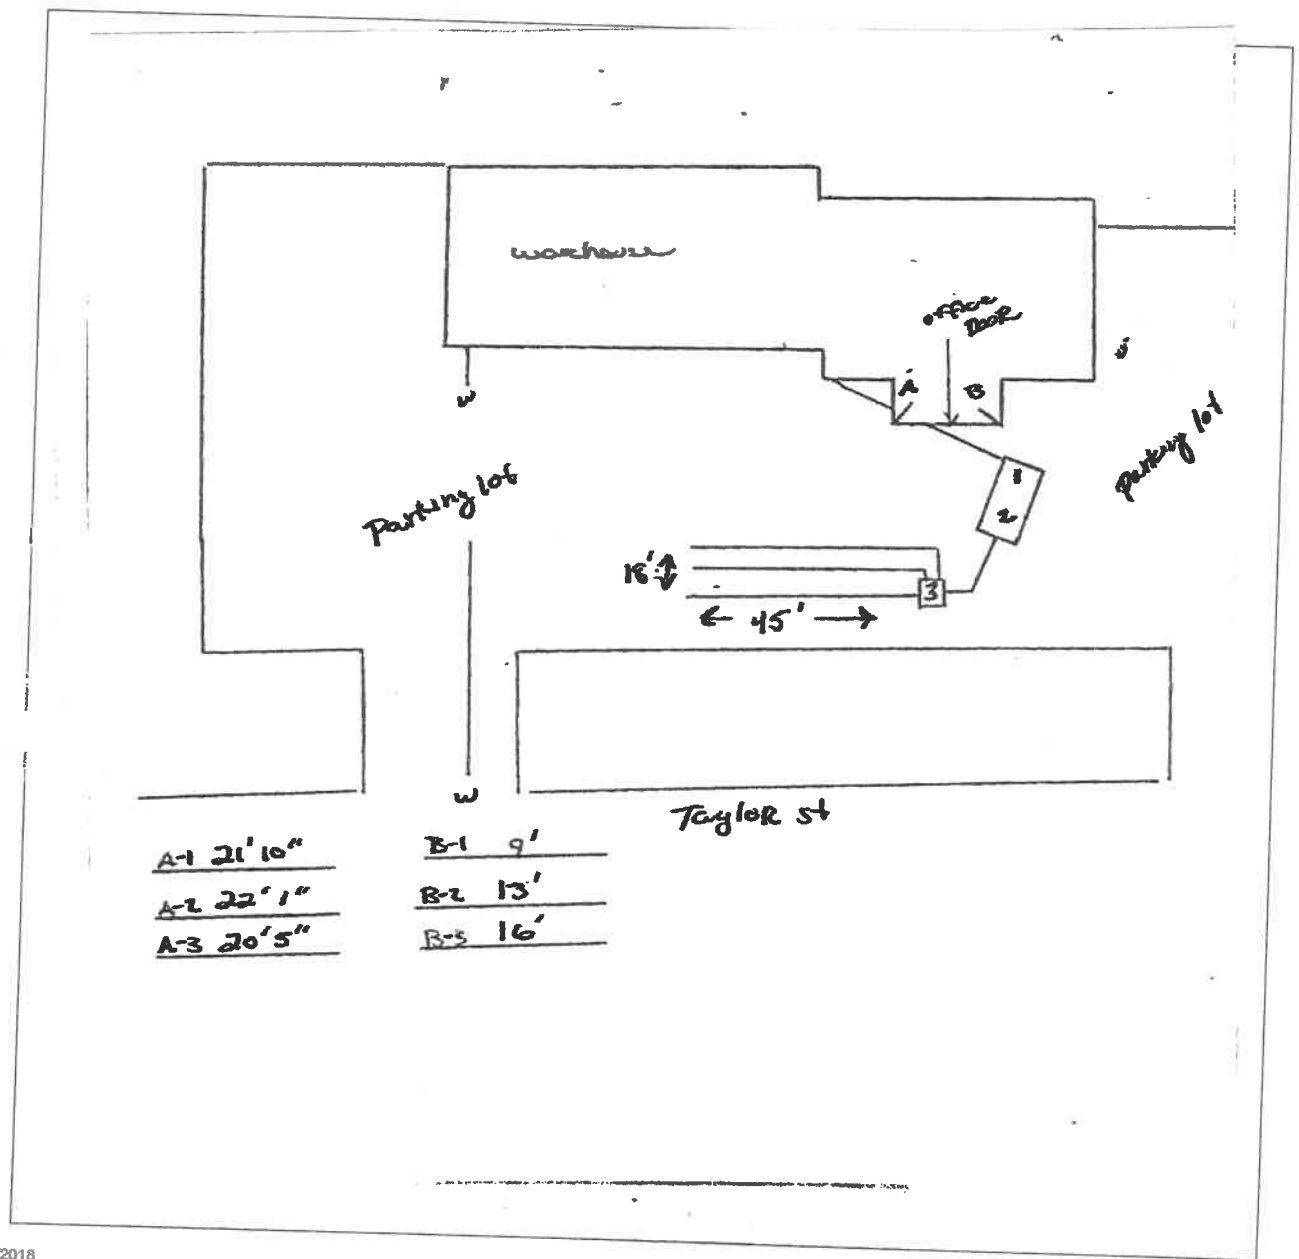 warehouse
office
DOOR
A
B
w
Parking lot
Parking lot
1
2
18'
3
45'
w
Taylor st
A-1 21'10"
B-1 9'
A-2 22'1"
B-2 13'
A-3 20'5"
B-3 16'
2018